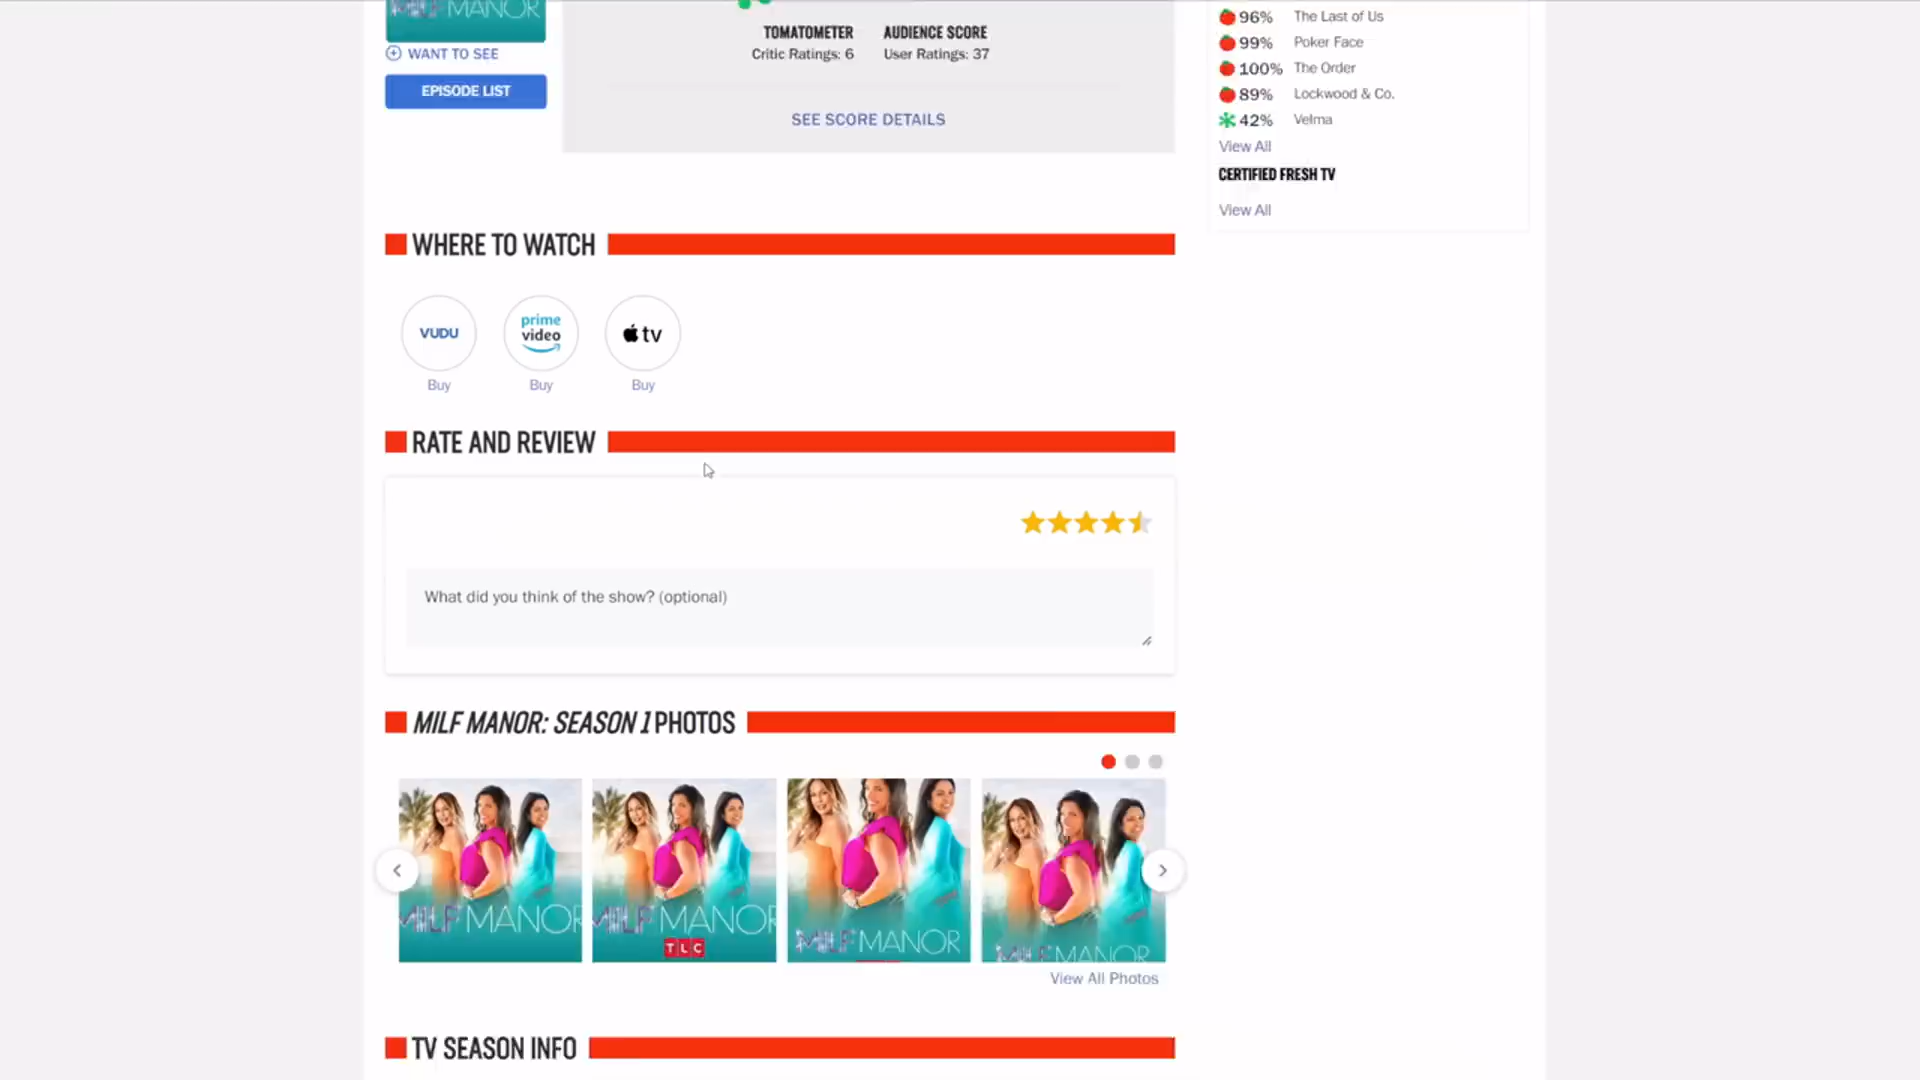 MILF MANOR
WANT TO SEE
EPISODE LIST
TOMATOMETER
Critic Ratings: 6
AUDIENCE SCORE
User Ratings: 37
SEE SCORE DETAILS
96% The Last of Us
99% Poker Face
100% The Order
89% Lockwood & Co.
42% Velma
View All
CERTIFIED FRESH TV
View All
WHERE TO WATCH
VUDU
prime video
tv
Buy
Buy
Buy
RATE AND REVIEW
What did you think of the show? (optional)
MILF MANOR: SEASON 1 PHOTOS
MILF MANOR
MILF MANOR
TLC
MILF MANOR
MILF MANOR
View All Photos
TV SEASON INFO